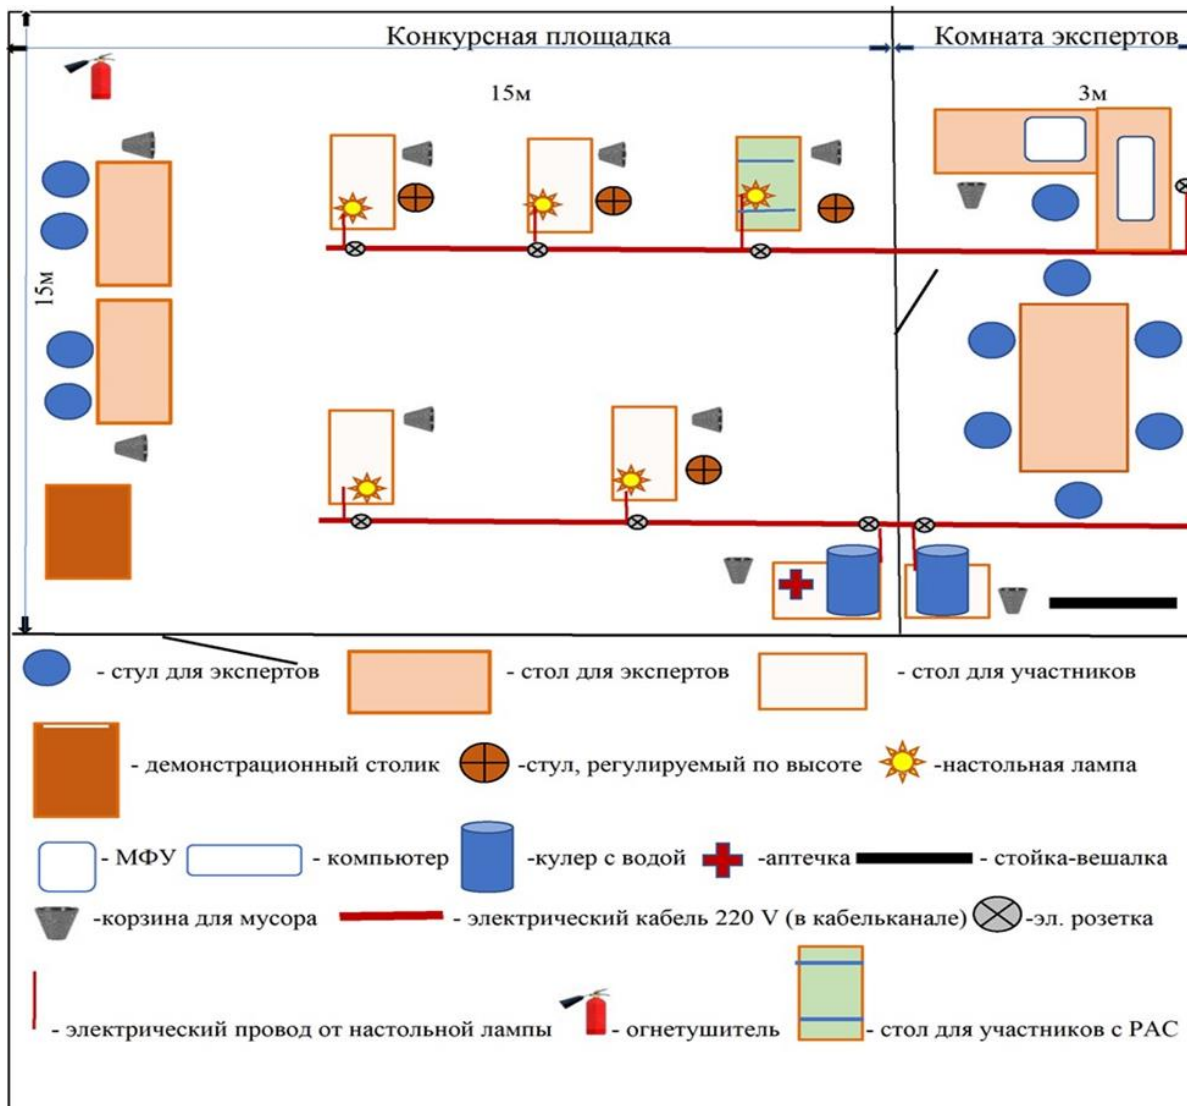 Конкурсная площадка
Комната экспертов
15м
3м
15м
- стул для экспертов
- стол для экспертов
- стол для участников
- демонстрационный столик
-стул, регулируемый по высоте
-настольная лампа
- МФУ
- компьютер
-кулер с водой
-аптечка
- стойка-вешалка
-корзина для мусора
- электрический кабель 220 V (в кабельканале)
-эл. розетка
- электрический провод от настольной лампы
- огнетушитель
- стол для участников с РАС